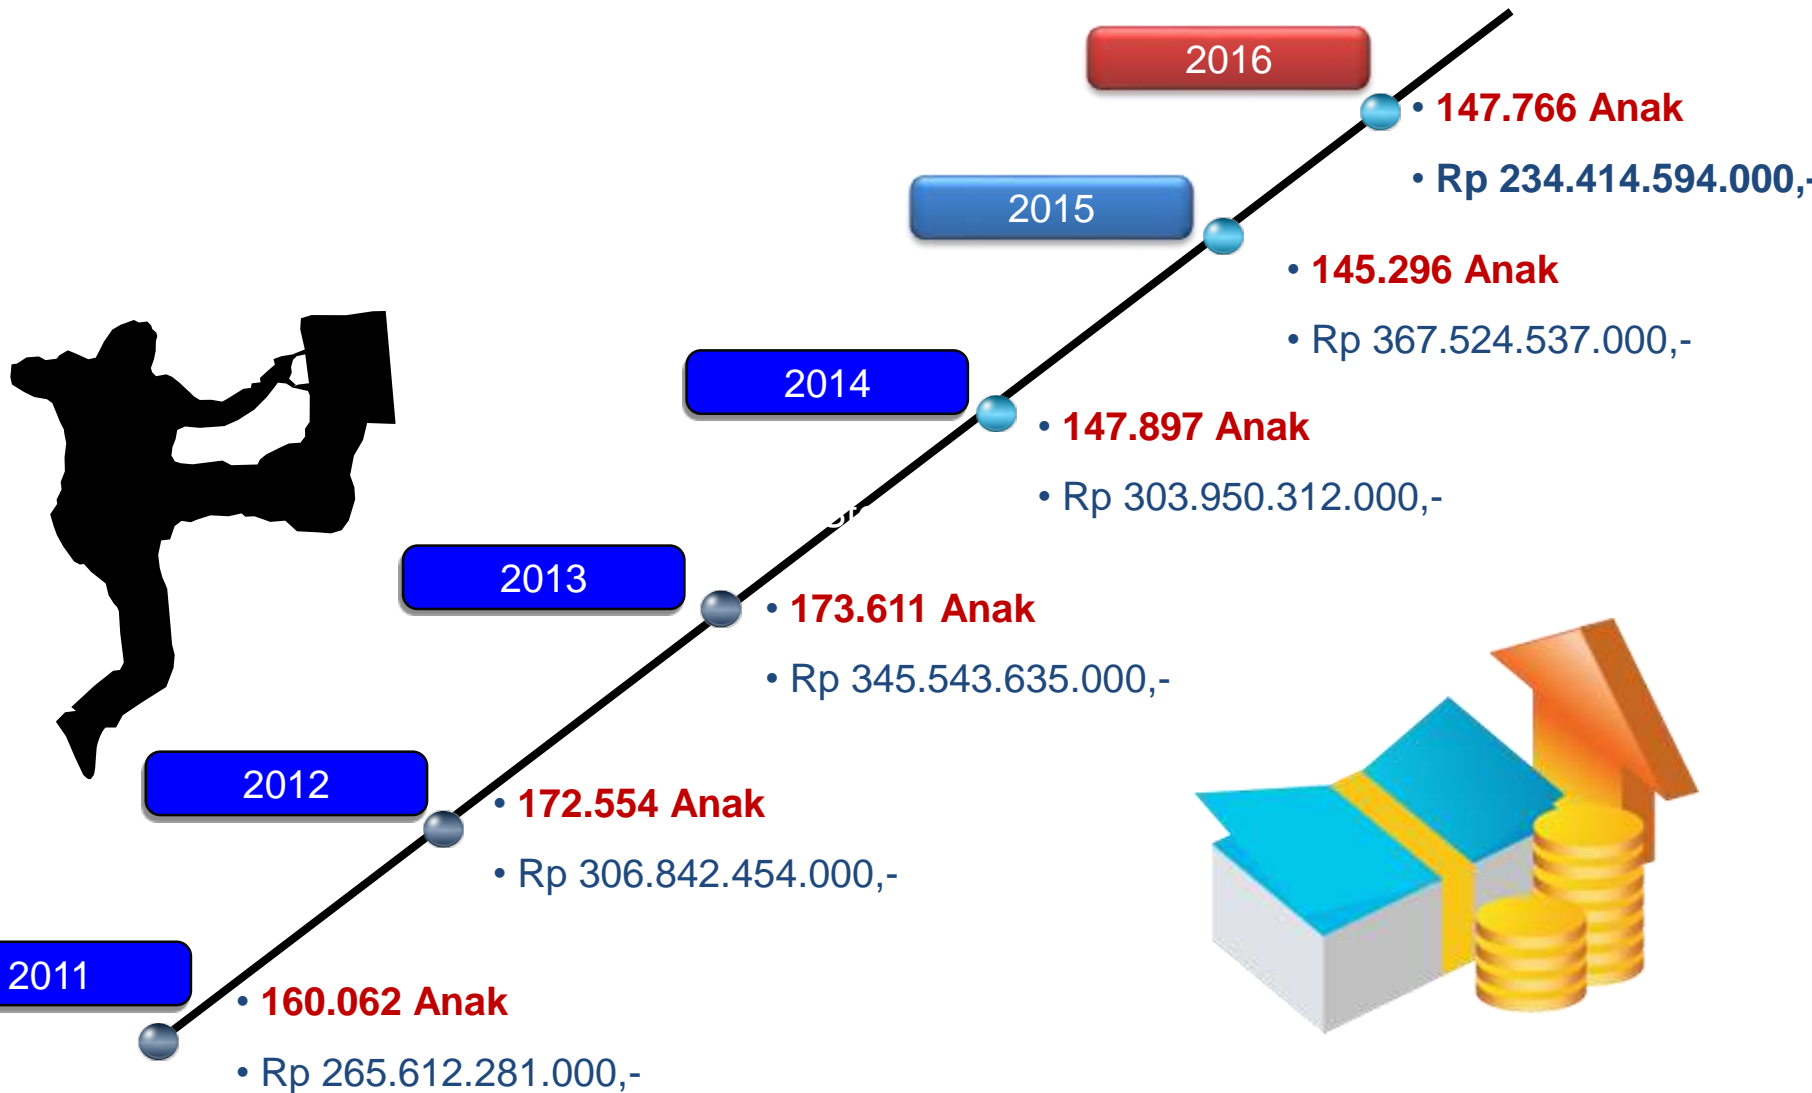 2016
• 147.766 Anak
• Rp 234.414.594.000,-
2015
• 145.296 Anak
• Rp 367.524.537.000,-
2014
• 147.897 Anak
• Rp 303.950.312.000,-
2013
• 173.611 Anak
• Rp 345.543.635.000,-
2012
• 172.554 Anak
• Rp 306.842.454.000,-
2011
• 160.062 Anak
• Rp 265.612.281.000,-